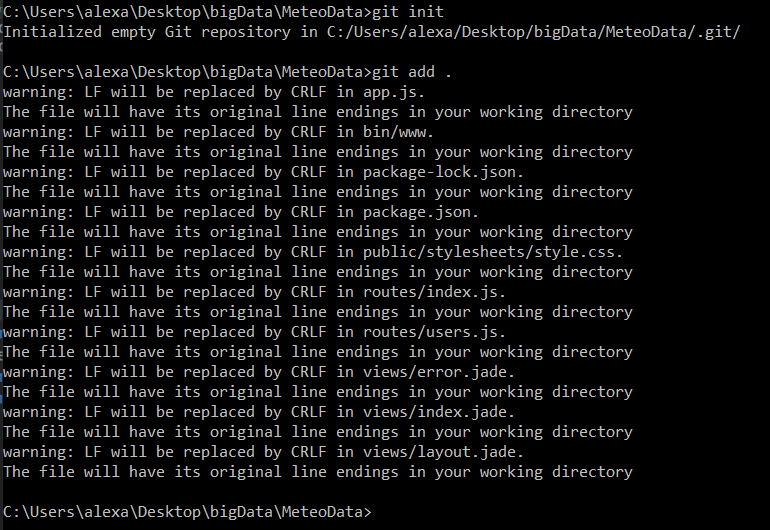 C:\Users\alexa\Desktop\bigData\MeteoData>git init
Initialized empty Git repository in C:/Users/alexa/Desktop/bigData/MeteoData/.git/
C:\Users\alexa\Desktop\bigData\MeteoData>git add .
warning: LF will be replaced by CRLF in app.js.
The file will have its original line endings in your working directory
warning: LF will be replaced by CRLF in bin/www.
The file will have its original line endings in your working directory
warning: LF will be replaced by CRLF in package-lock.json.
The file will have its original line endings in your working directory
warning: LF will be replaced by CRLF in package.json.
The file will have its original line endings in your working directory
warning: LF will be replaced by CRLF in public/stylesheets/style.css.
The file will have its original line endings in your working directory
warning: LF will be replaced by CRLF in routes/index.js.
The file will have its original line endings in your working directory
warning: LF will be replaced by CRLF in routes/users.js.
The file will have its original line endings in your working directory
warning: LF will be replaced by CRLF in views/error.jade.
The file will have its original line endings in your working directory
warning: LF will be replaced by CRLF in views/index.jade.
The file will have its original line endings in your working directory
warning: LF will be replaced by CRLF in views/layout.jade.
The file will have its original line endings in your working directory
C:\Users\alexa\Desktop\bigData\MeteoData>